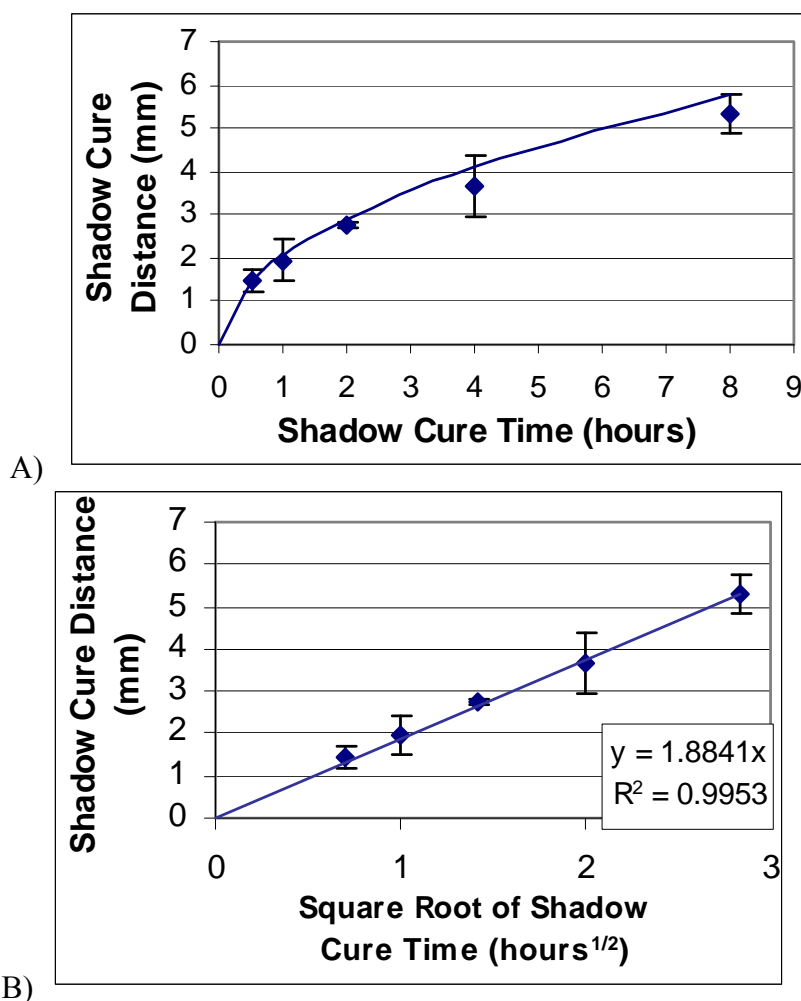 7
6
5
4
3
2
1
0
Shadow Cure
Distance (mm)
0 1 2 3 4 5 6 7 8 9
Shadow Cure Time (hours)
A)
7
6
5
4
3
2
1
0
Shadow Cure Distance
(mm)
y = 1.8841x
R² = 0.9953
0 1 2 3
Square Root of Shadow
Cure Time (hours¹/²)
B)